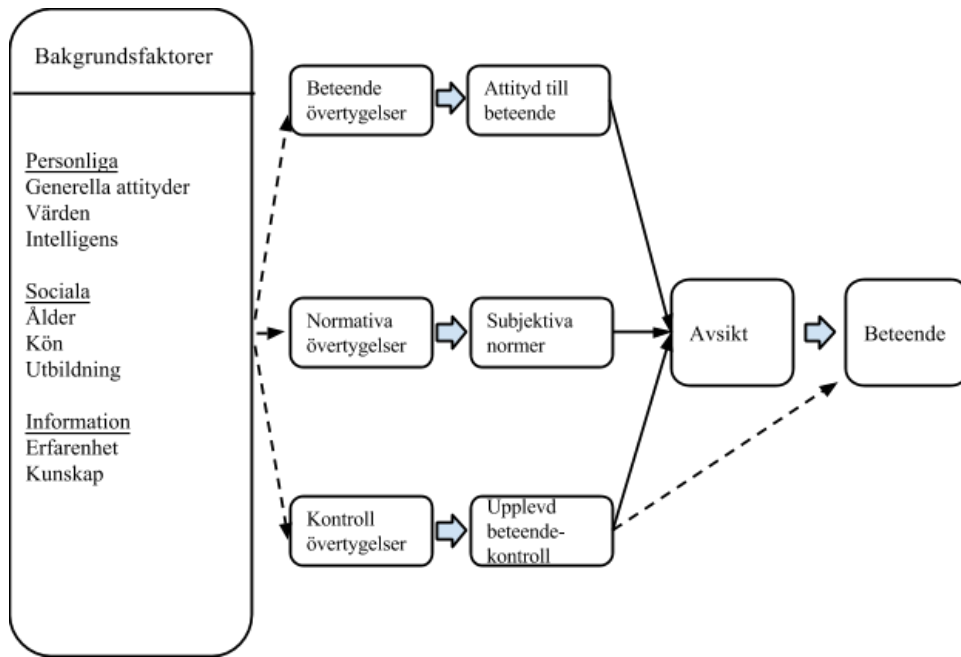 Bakgrundsfaktorer
Personliga
Generella attityder
Värden
Intelligens
Sociala
Ålder
Kön
Utbildning
Information
Erfarenhet
Kunskap
Beteende
övertygelser
Attityd till
beteende
Normativa
övertygelser
Subjektiva
normer
Kontroll
övertygelser
Upplevd
beteende-
kontroll
Avsikt
Beteende